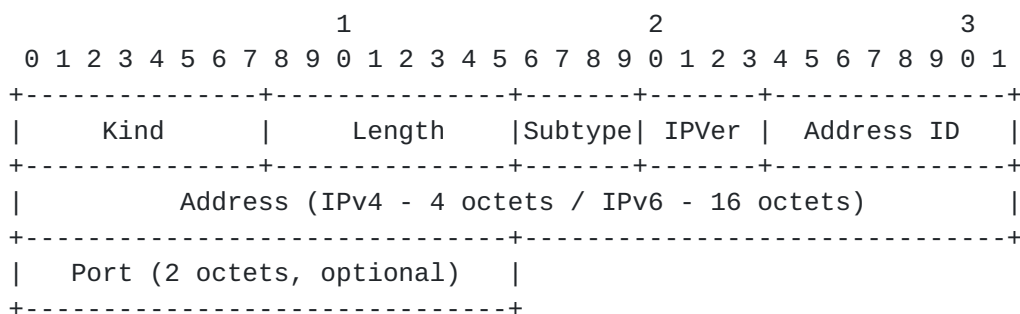 1                   2                   3
 0 1 2 3 4 5 6 7 8 9 0 1 2 3 4 5 6 7 8 9 0 1 2 3 4 5 6 7 8 9 0 1
+---------------+---------------+-------+-------+---------------+
|     Kind      |     Length    |Subtype| IPVer |  Address ID   |
+---------------+---------------+-------+-------+---------------+
|          Address (IPv4 - 4 octets / IPv6 - 16 octets)         |
+-------------------------------+-------------------------------+
|   Port (2 octets, optional)   |
+-------------------------------+